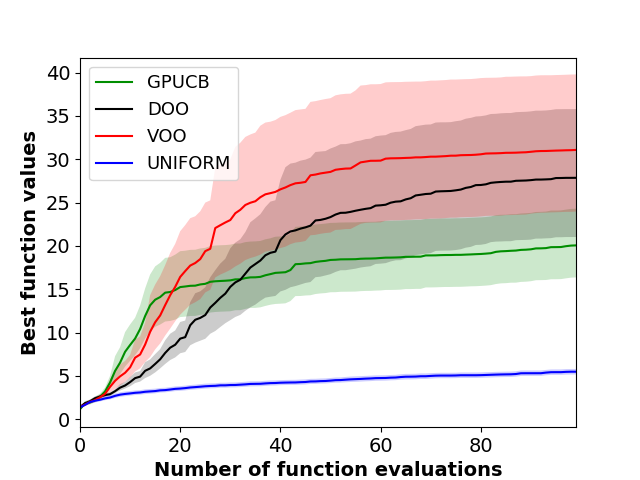 40
35
30
25
20
15
10
5
0
Best function values
GPUCB
DOO
VOO
UNIFORM
0 20 40 60 80
Number of function evaluations